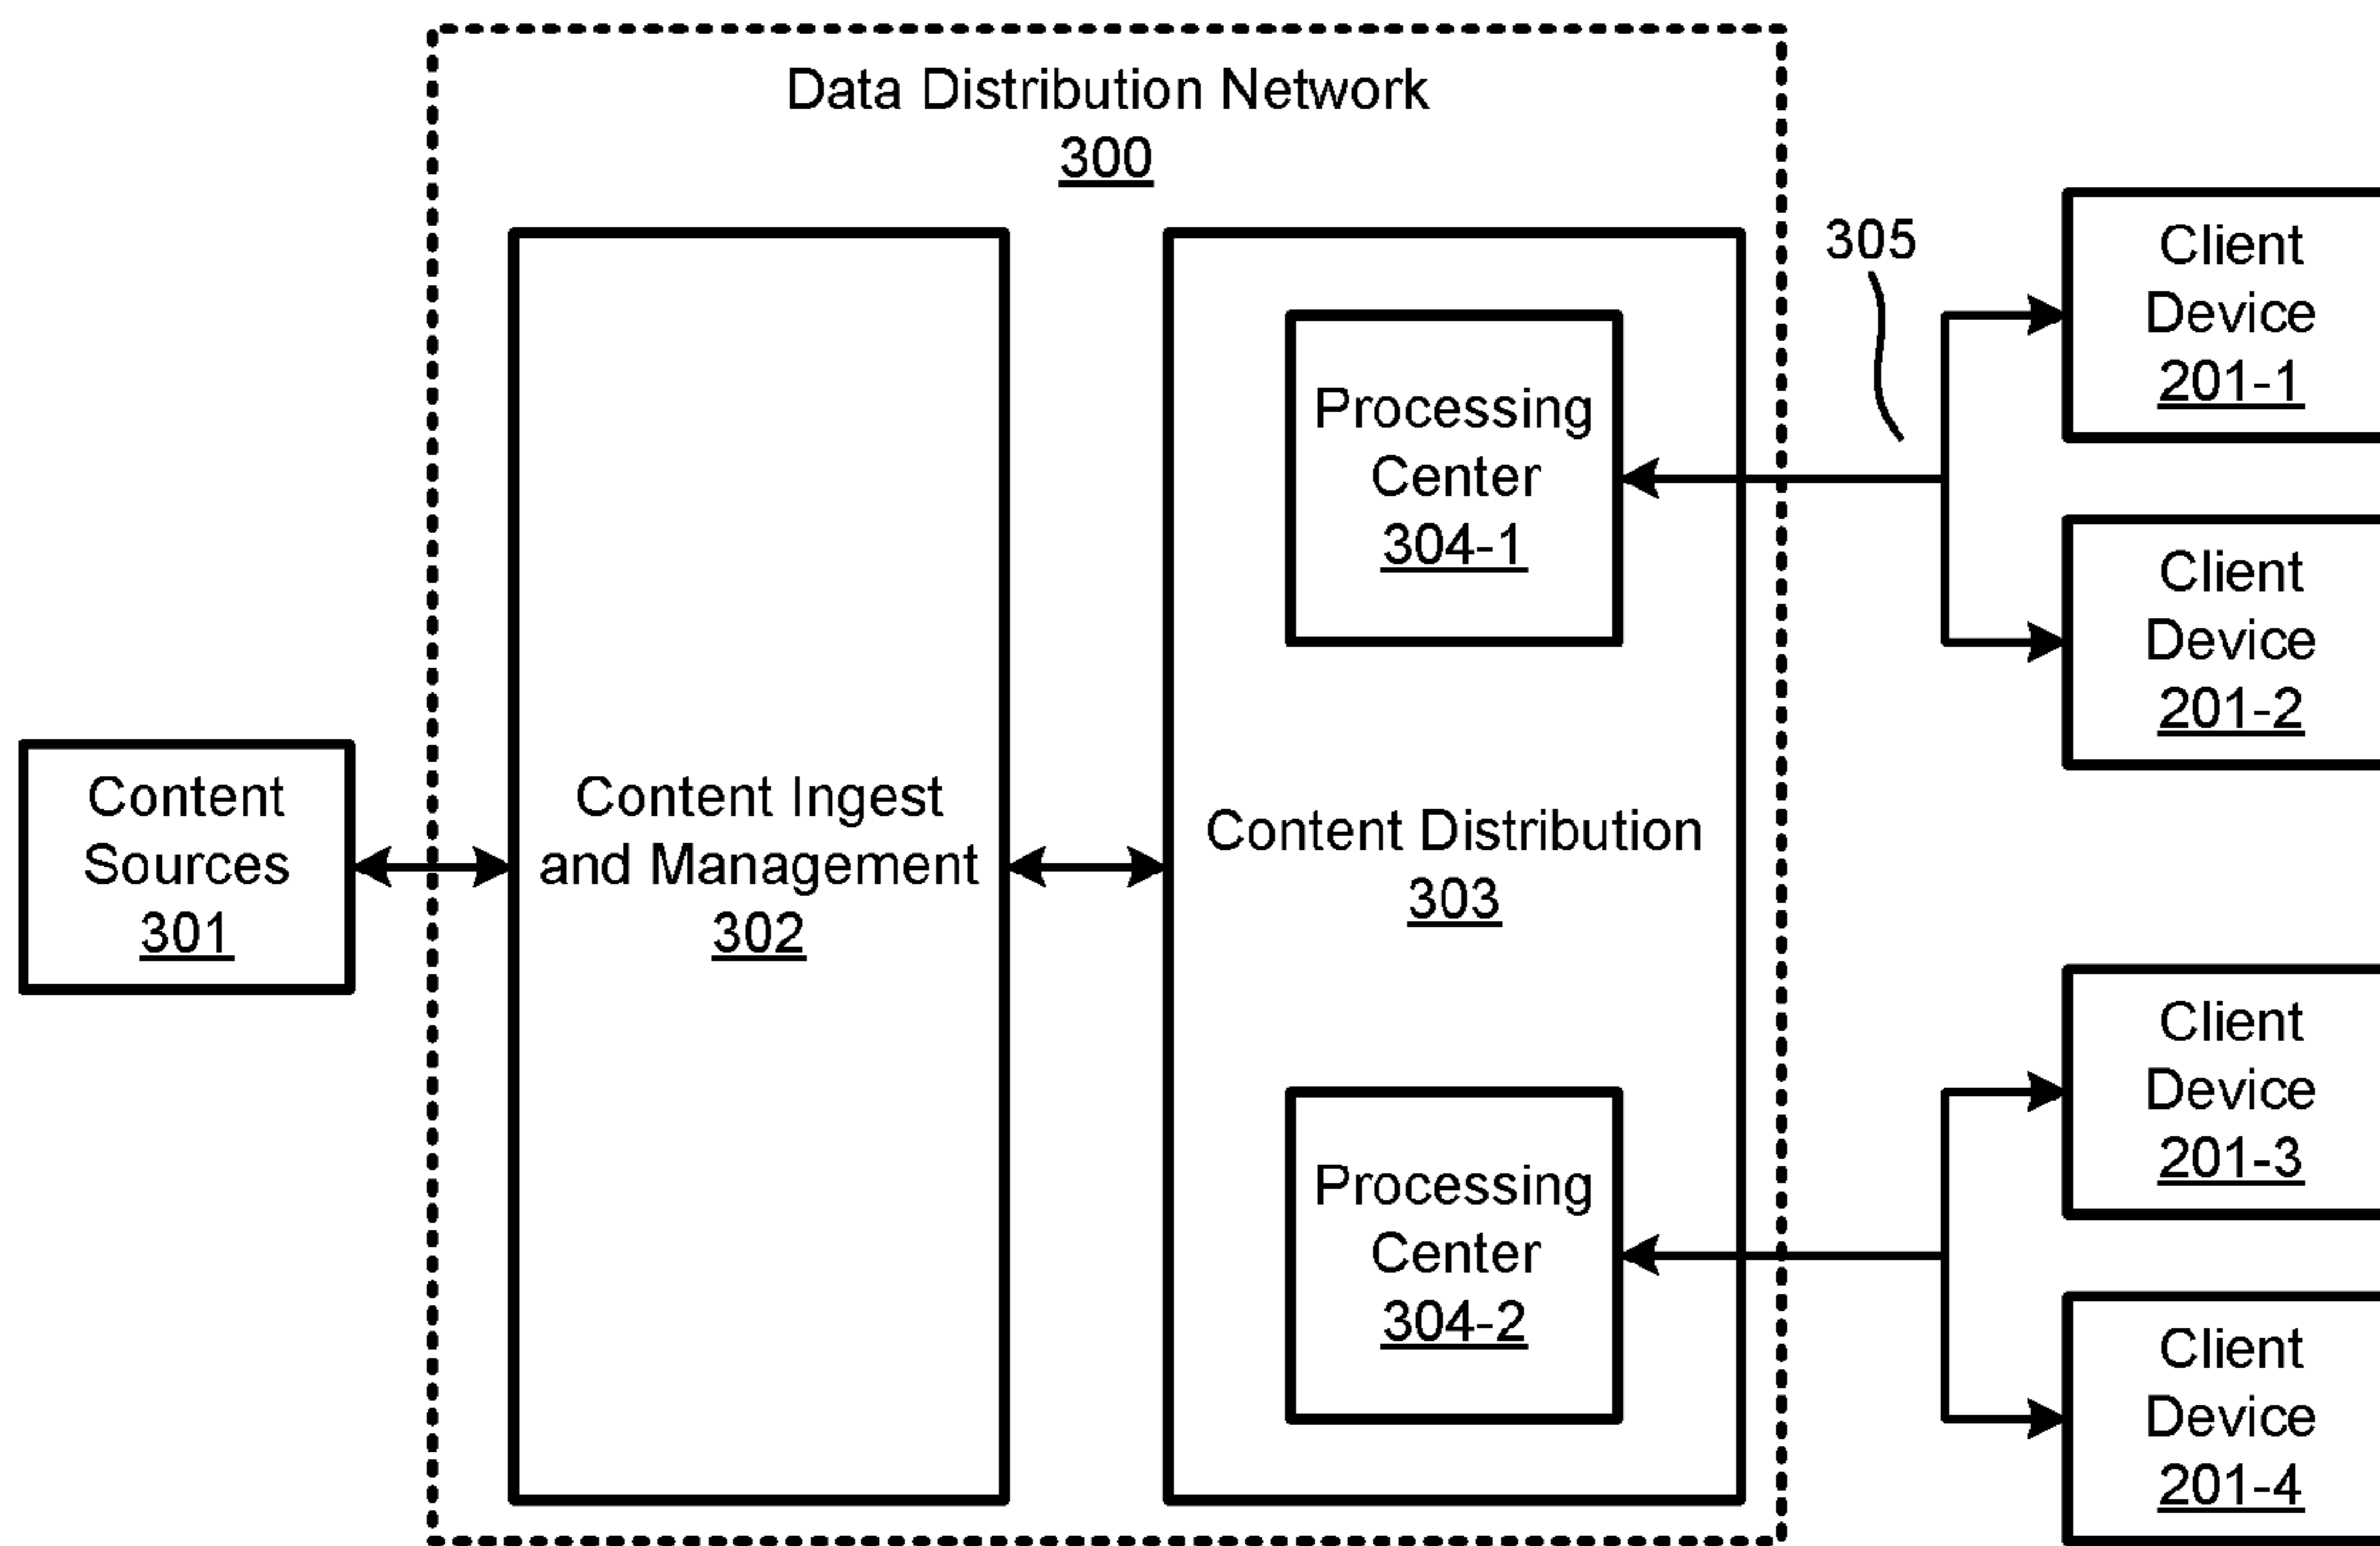 Data Distribution Network
300
Content
Sources
301
Content Ingest
and Management
302
Content Distribution
303
Processing
Center
304-1
Processing
Center
304-2
305
Client
Device
201-1
Client
Device
201-2
Client
Device
201-3
Client
Device
201-4